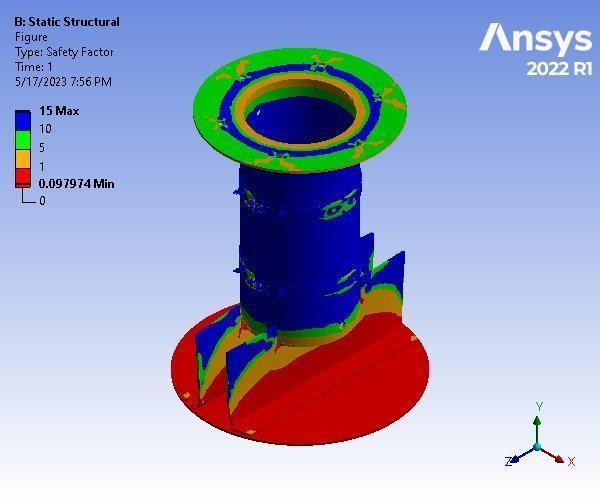 B: Static Structural
Figure
Type: Safety Factor
Time: 1
5/17/2023 7:56 PM
15 Max
10
5
1
0.097974 Min
0
Ansys
2022 R1
Y
Z
X